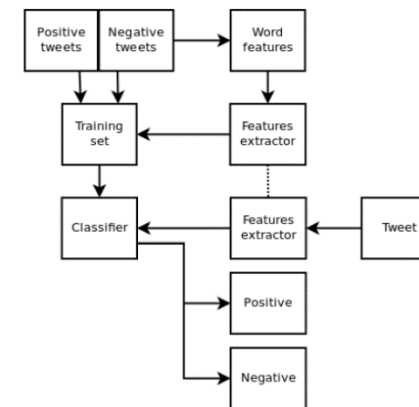 Positive
tweets
Negative
tweets
Word
features
Training
set
Features
extractor
Classifier
Features
extractor
Tweet
Positive
Negative